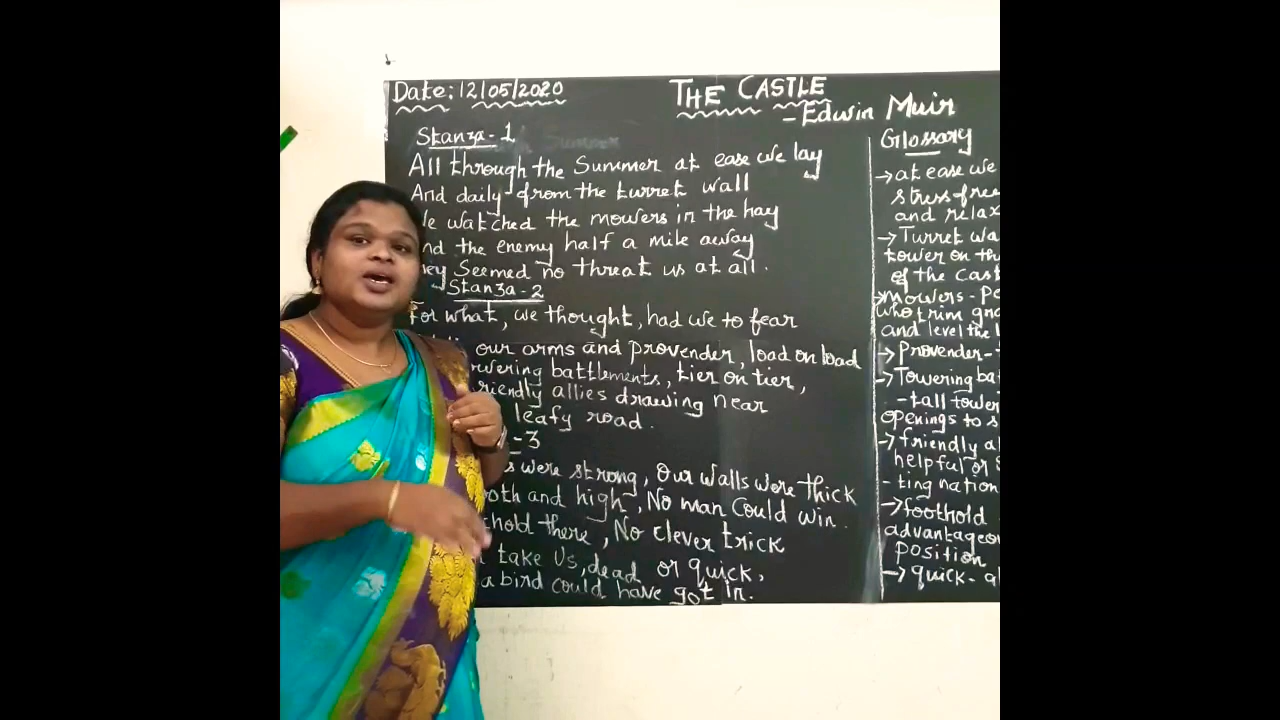 Date: 12/05/2020
THE CASTLE
- Edwin Muir
Stanza - 1
All through the Summer at ease we lay
And daily from the turret wall
We watched the mowers in the hay
And the enemy half a mile away
They Seemed no threat us at all.
Stanza - 2
For what, we thought, had we to fear
our arms and provender, load on load
battlements, tier on tier,
friendly allies drawing near
leafy road.
-3
were strong, Our walls were thick
and high, No man could win
there, No clever trick
take Us, dead or quick,
a bird could have got in.
Glossary
→ at ease we
stress-free
and relax
→ Turret wa
tower on th
of the cast
→ Mowers - Pe
who trim gra
and level the l
→ Provender -
→ Towering ba
- tall tower
openings to s
→ friendly al
helpful or s
- ting nation
→ foothold
advantageou
position
→ quick - al